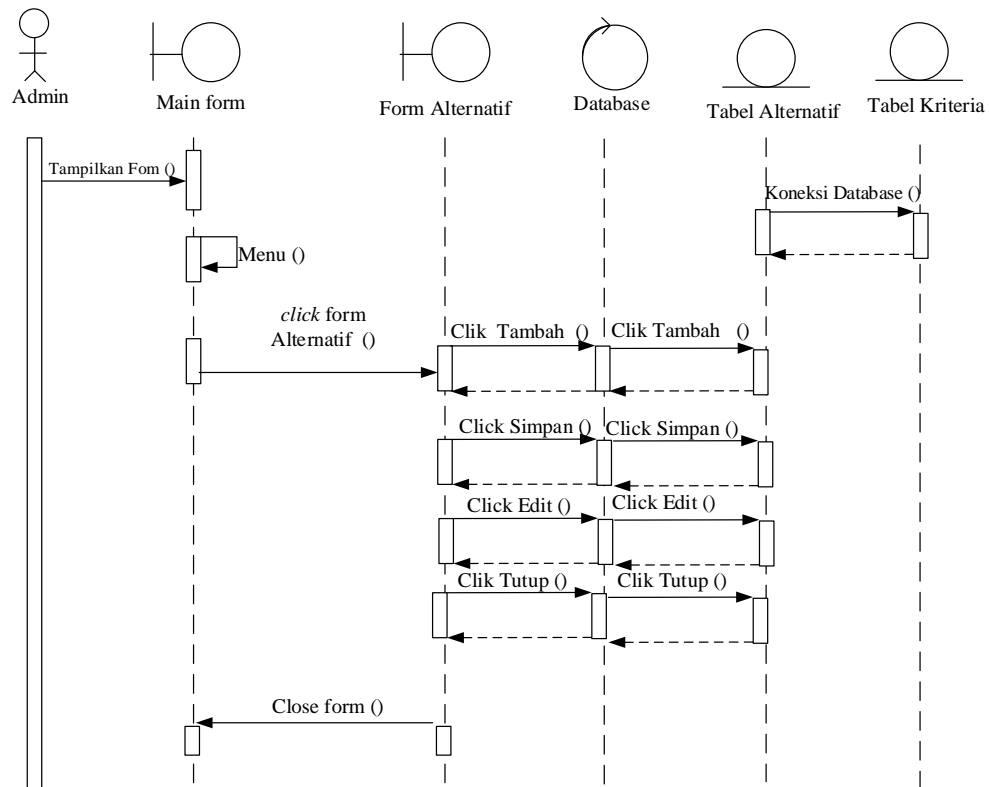 Admin
Main form
Form Alternatif
Database
Tabel Alternatif
Tabel Kriteria
Tampilkan Fom ()
Koneksi Database ()
Menu ()
click form
Alternatif ()
Clik Tambah ()
Clik Tambah ()
Click Simpan ()
Click Simpan ()
Click Edit ()
Click Edit ()
Clik Tutup ()
Clik Tutup ()
Close form ()